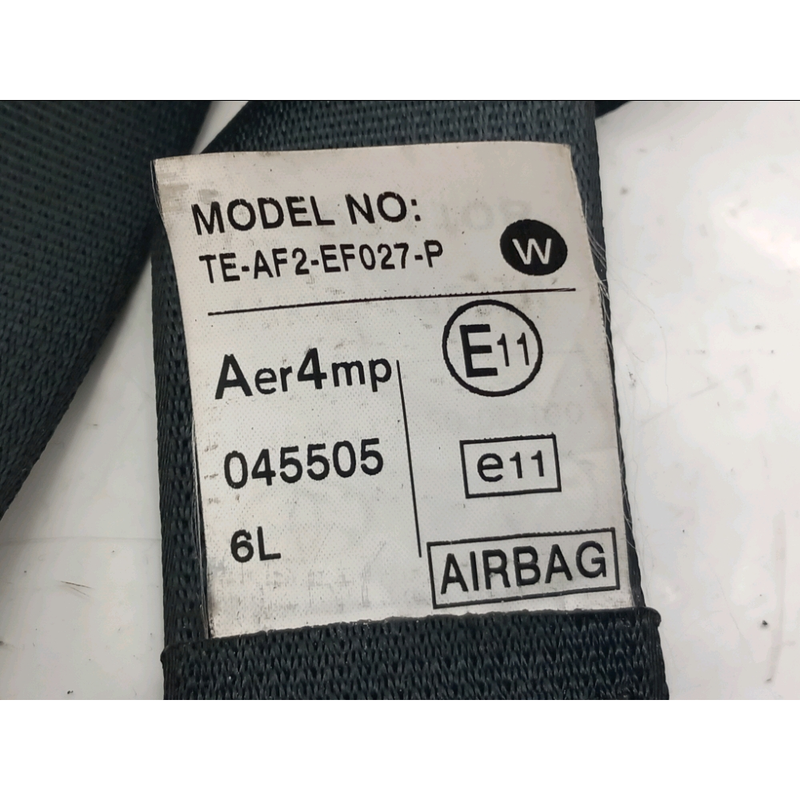 MODEL NO:
TE-AF2-EF027-P
W
Aer4mp
045505
6L
E11
e11
AIRBAG